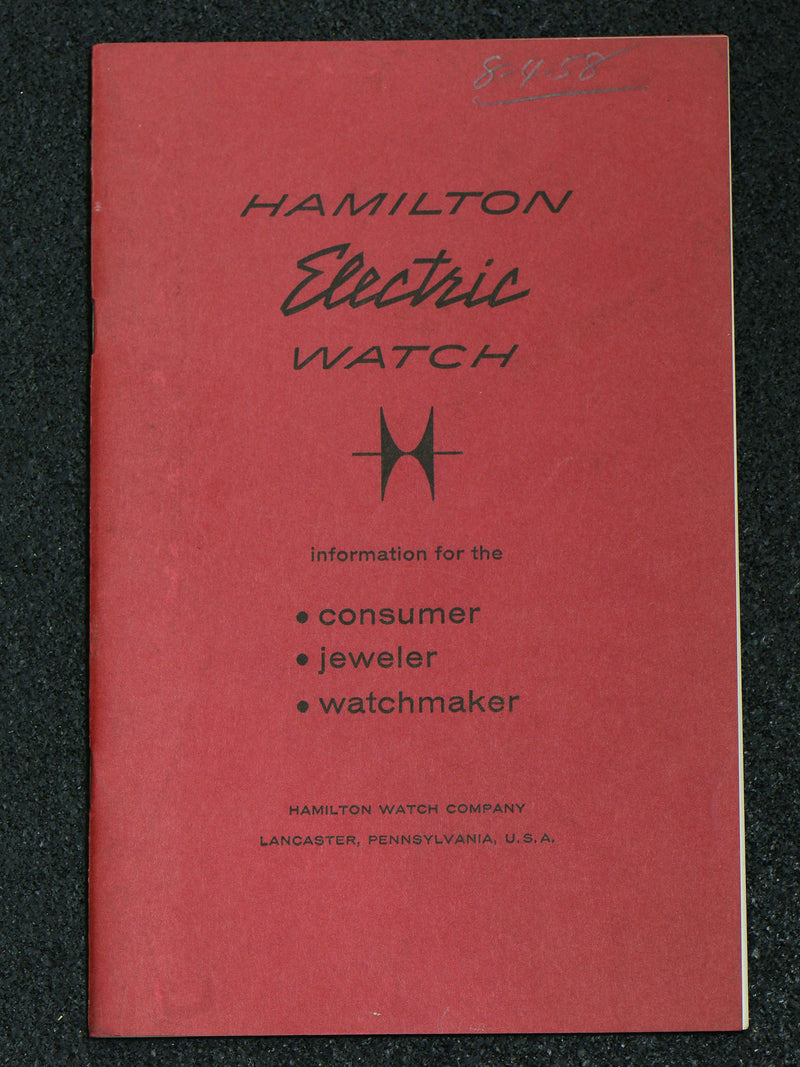 8-4-58
HAMILTON
Electric
WATCH
information for the
• consumer
• jeweler
• watchmaker
HAMILTON WATCH COMPANY
LANCASTER, PENNSYLVANIA, U.S.A.